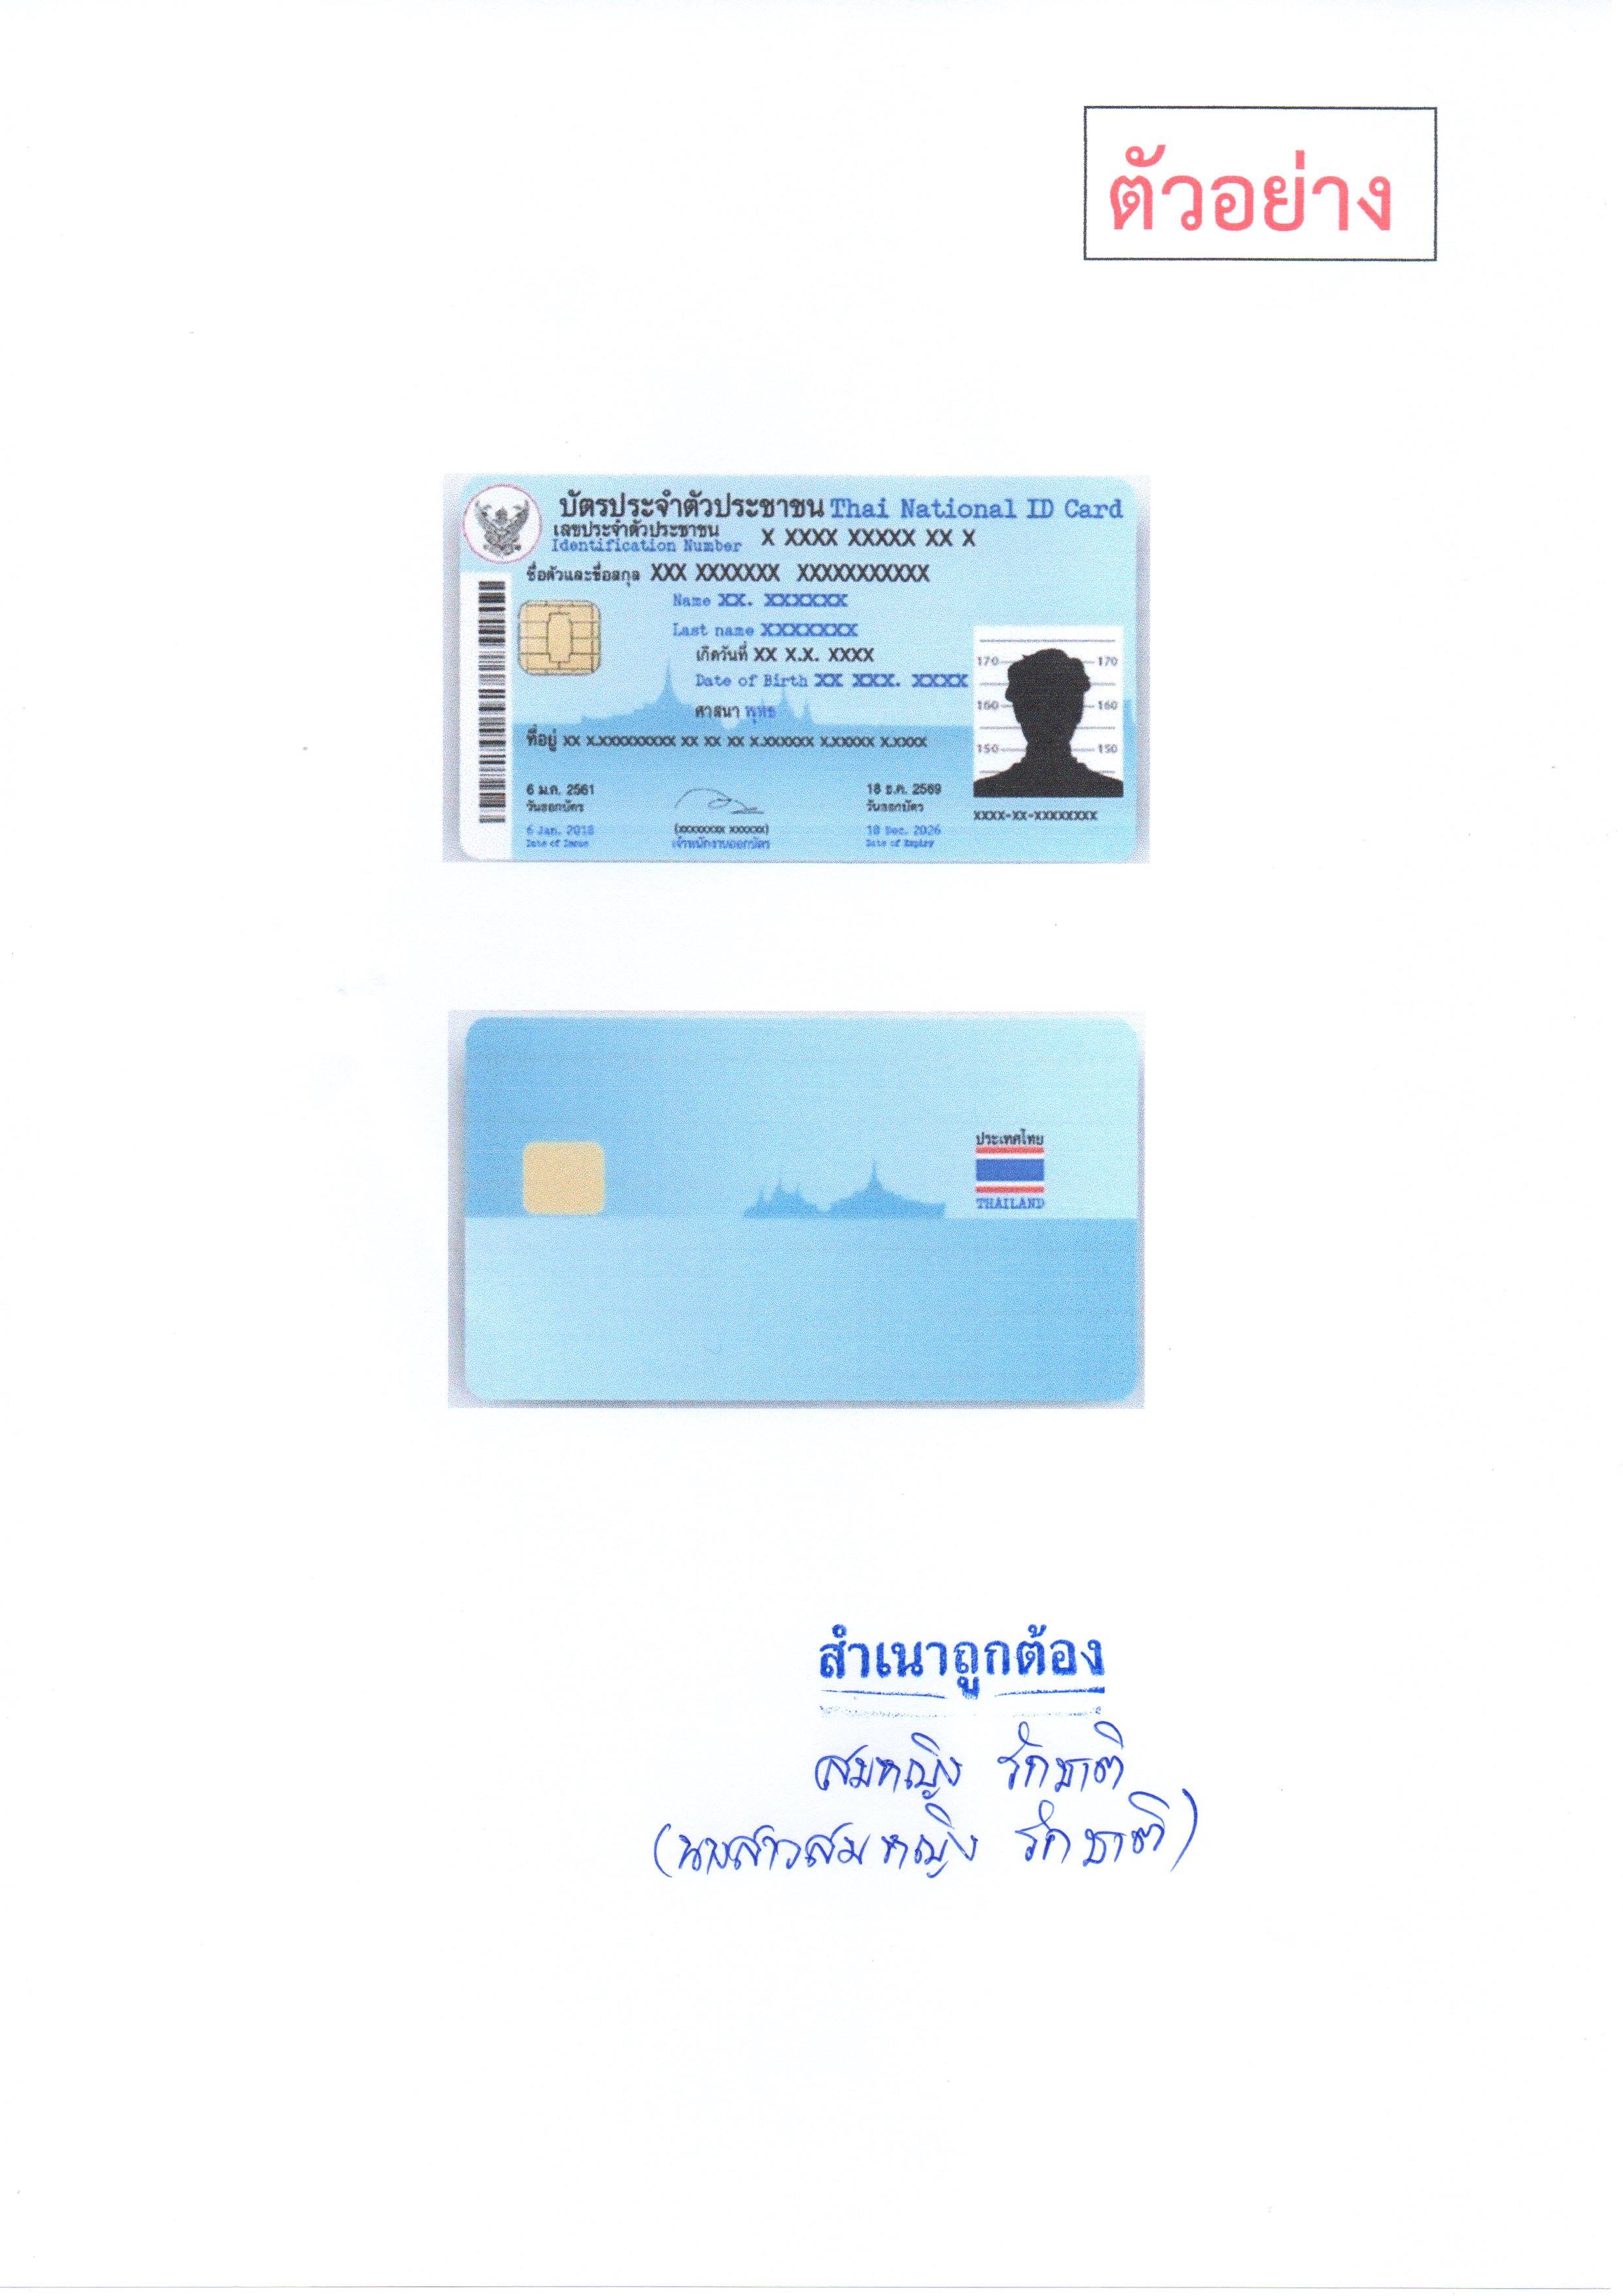 ตัวอย่าง
บัตรประจำตัวประชาชน Thai National ID Card
เลขประจำตัวประชาชน
Identification Number X XXXX XXXXX XX X
ชื่อตัวและชื่อสกุล XXX XXXXXXX XXXXXXXXXXX
Name XX. XXXXXX
Last name XXXXXXX
เกิดวันที่ XX X.X. XXXX
Date of Birth XX XXX. XXXX
ศาสนา พุทธ
ที่อยู่ XX X.XXXXXXXXXX XX XX XX X.XXXXXX X.XXXXX X.XXXX
170 170
160 160
150 150
XXXX-XX-XXXXXXXX
6 ม.ค. 2561
วันออกบัตร
6 Jan. 2018
Date of Issue
(XXXXXXXX XXXXXX)
เจ้าพนักงานออกบัตร
18 ธ.ค. 2569
วันออกบัตร
18 Dec. 2026
Date of Expiry
ประเทศไทย
THAILAND
สำเนาถูกต้อง
สมหญิง รักชาติ
(นางสาวสมหญิง รักชาติ)